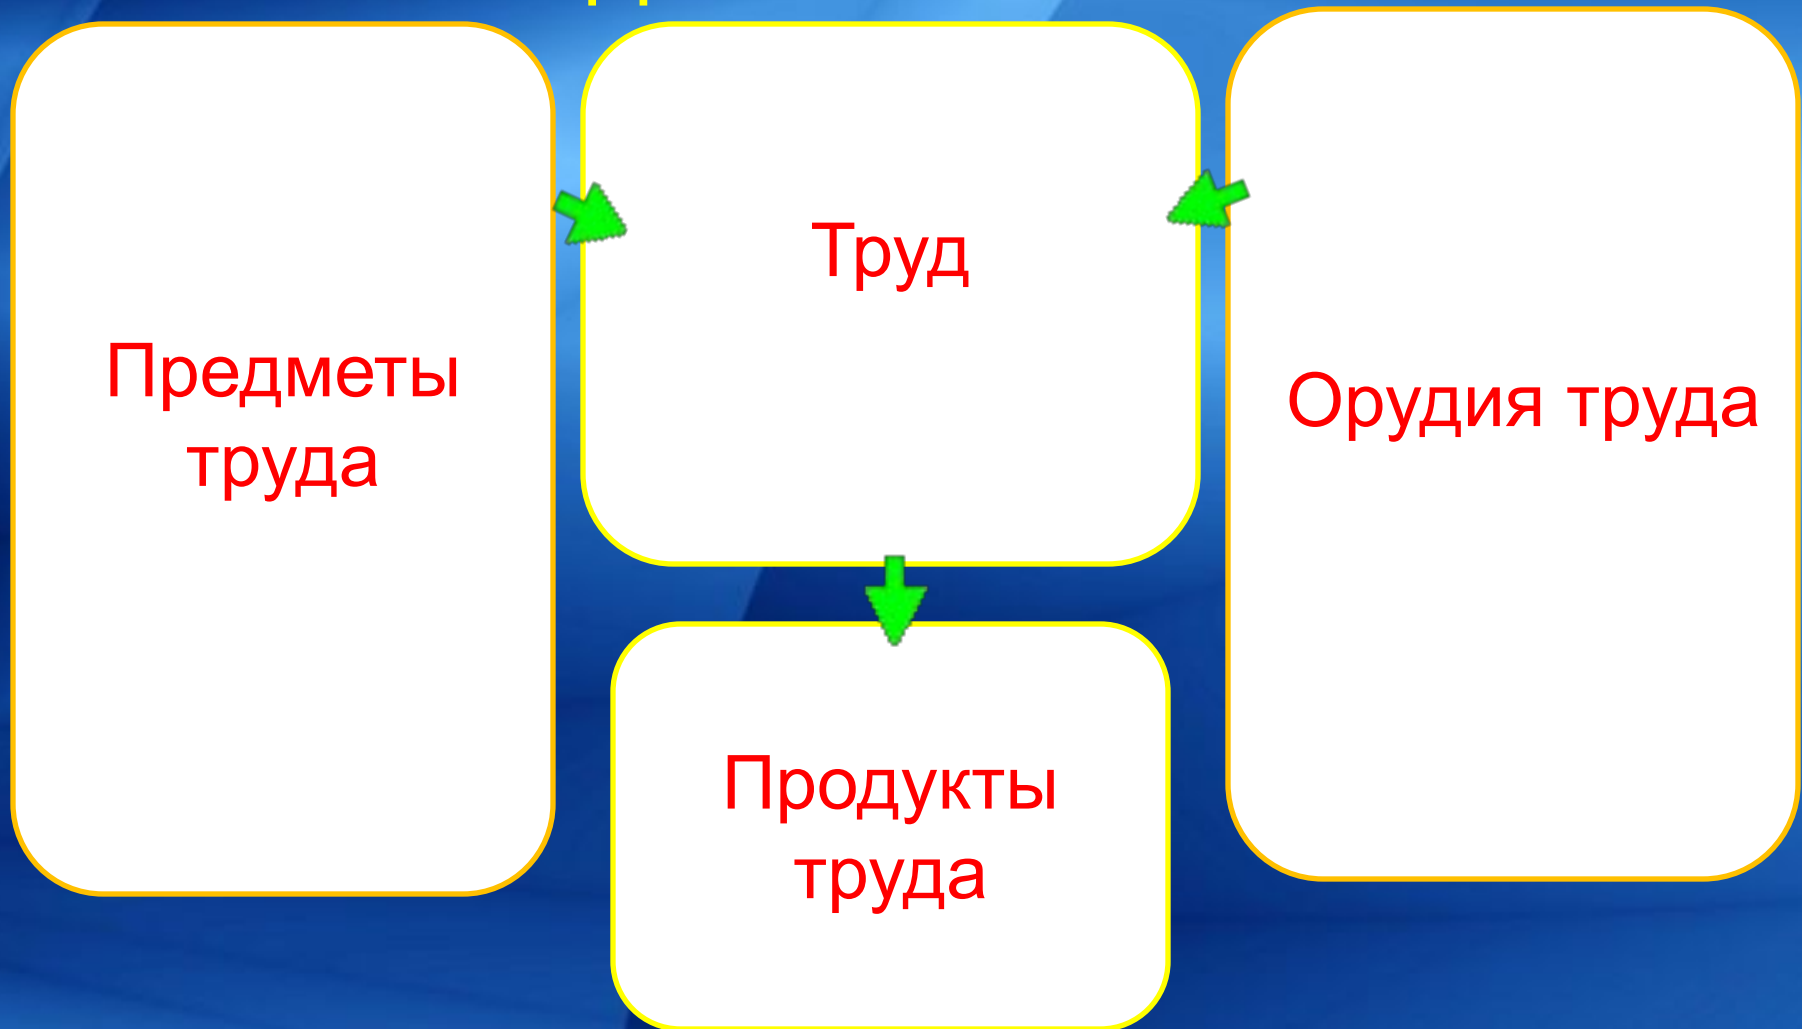 Предметы
труда
Труд
Орудия труда
Продукты
труда